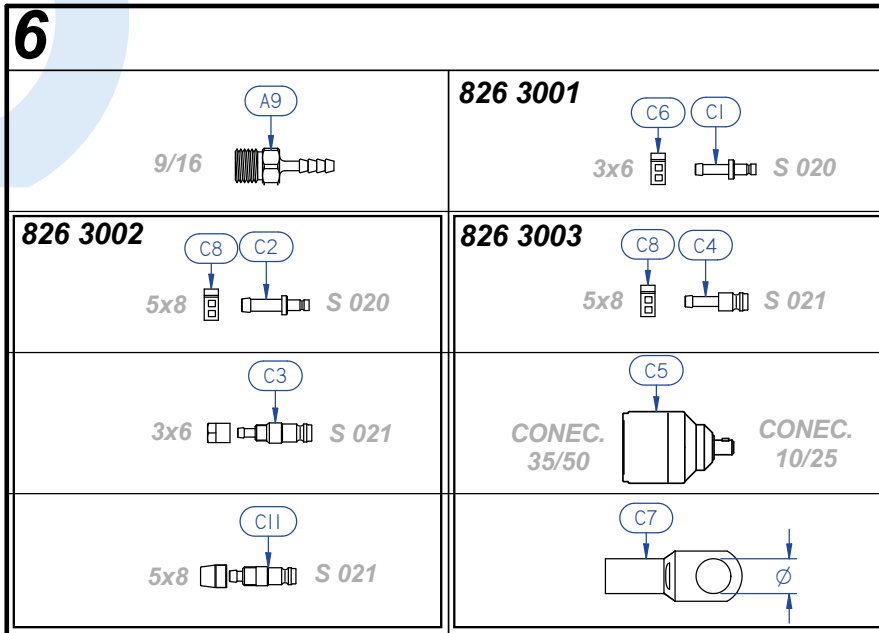 6
A9
9/16
826 3001
C6 C1
3x6 S 020
826 3002
C8 C2
5x8 S 020
826 3003
C8 C4
5x8 S 021
C3
3x6 S 021
C5
CONEC. 35/50
CONEC. 10/25
C11
5x8 S 021
C7
Ø